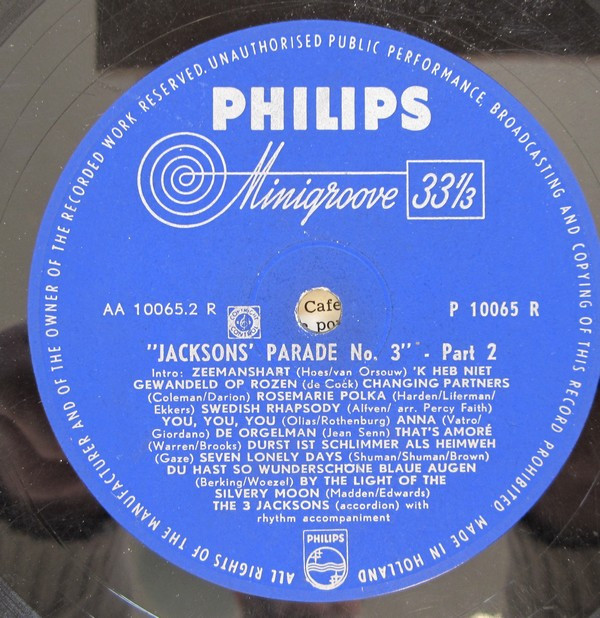 ALL RIGHTS OF THE MANUFACTURER AND OF THE OWNER OF THE RECORDED WORK RESERVED. UNAUTHORISED PUBLIC PERFORMANCE, BROADCASTING AND COPYING OF THIS RECORD PROHIBITED MADE IN HOLLAND
PHILIPS
Minigroove 33⅓
AA 10065.2 R
COPYRIGHT CONTROL
P 10065 R
Cafe
"JACKSONS' PARADE No. 3" - Part 2
Intro: ZEEMANSHART (Hoes/van Orsouw) 'K HEB NIET
GEWANDELD OP ROZEN (de Cock) CHANGING PARTNERS
(Coleman/Darion) ROSEMARIE POLKA (Harden/Liferman/
Ekkers) SWEDISH RHAPSODY (Alfven/ arr. Percy Faith)
YOU, YOU, YOU (Olias/Rothenburg) ANNA (Vatro/
Giordano) DE ORGELMAN (Jean Senn) THAT'S AMORÉ
(Warren/Brooks) DURST IST SCHLIMMER ALS HEIMWEH
(Gaze) SEVEN LONELY DAYS (Shuman/Shuman/Brown)
DU HAST SO WUNDERSCHÖNE BLAUE AUGEN
(Berking/Woezel) BY THE LIGHT OF THE
SILVERY MOON (Madden/Edwards)
THE 3 JACKSONS (accordion) with
rhythm accompaniment
PHILIPS